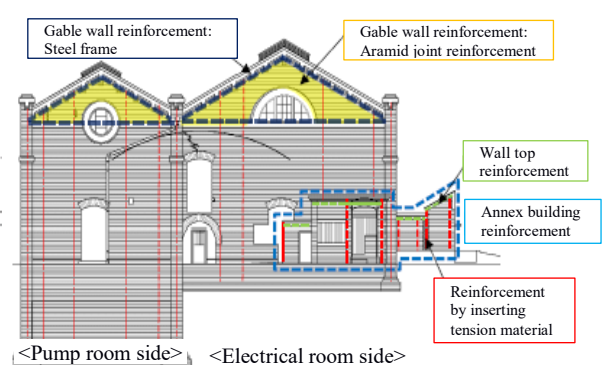 Gable wall reinforcement:
Steel frame
Gable wall reinforcement:
Aramid joint reinforcement
Wall top
reinforcement
Annex building
reinforcement
Reinforcement
by inserting
tension material
<Pump room side>
<Electrical room side>